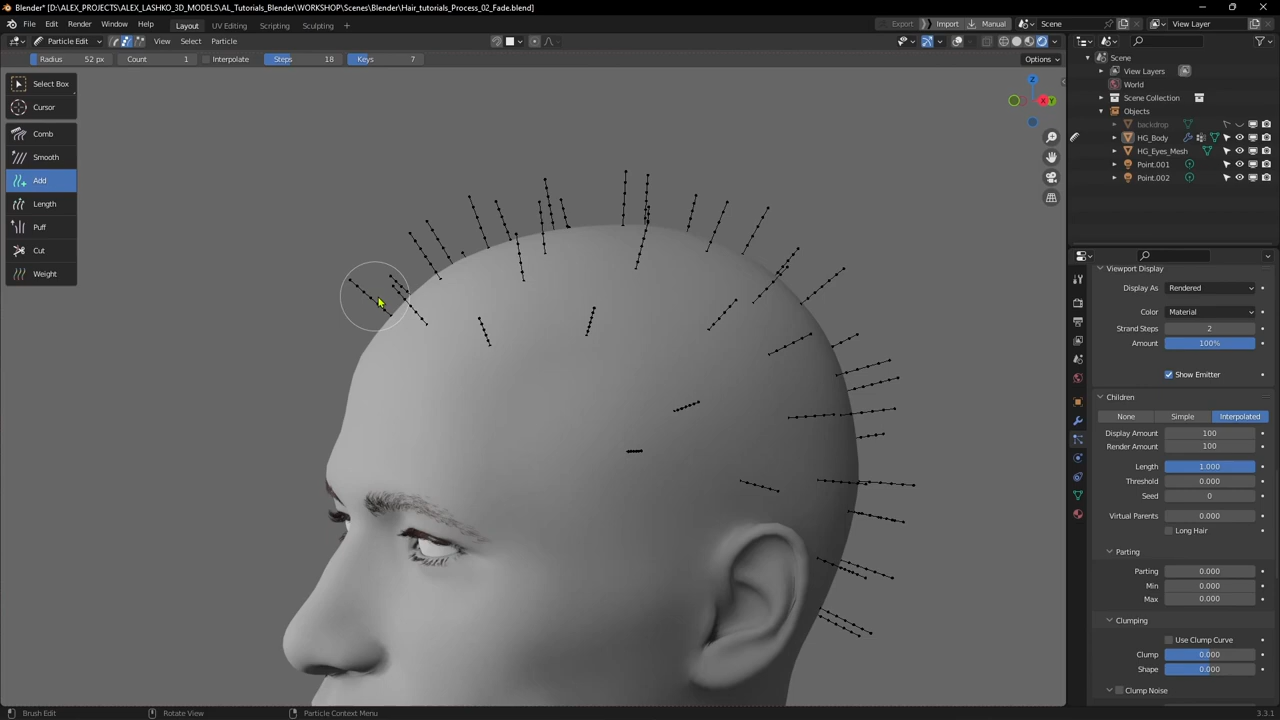 Blender* [D:\ALEX_PROJECTS\ALEX_LASHKO_3D_MODELS\AL_Tutorials_Blender\WORKSHOP\Scenes\Blender\Hair_tutorials_Process_02_Fade.blend]
File Edit Render Window Help Layout UV Editing Scripting Sculpting Export Import Manual Scene View Layer
Particle Edit View Select Particle
Radius 52 px Count 1 Interpolate Steps 18 Keys 7 Options
Select Box
Cursor
Comb
Smooth
Add
Length
Puff
Cut
Weight
Z
X
Y
Scene
View Layers
World
Scene Collection
Objects
backdrop
HG_Body
HG_Eyes_Mesh
Point.001
Point.002
Viewport Display
Display As Rendered
Color Material
Strand Steps 2
Amount 100%
Show Emitter
Children
None Simple Interpolated
Display Amount 100
Render Amount 100
Length 1.000
Threshold 0.000
Seed 0
Virtual Parents 0.000
Long Hair
Parting
Parting 0.000
Min 0.000
Max 0.000
Clumping
Use Clump Curve
Clump 0.000
Shape 0.000
Clump Noise
Brush Edit Rotate View Particle Context Menu 3.3.1